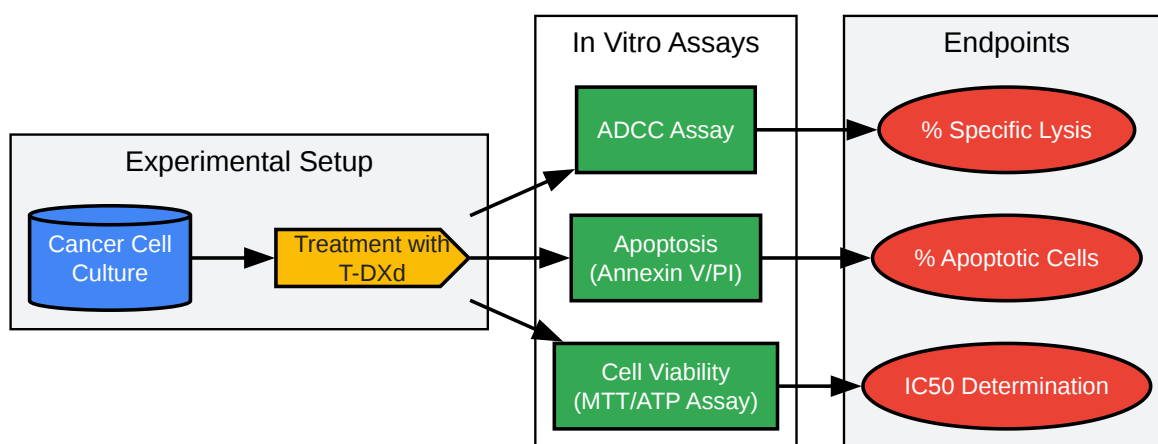 Experimental Setup
Cancer Cell
Culture
Treatment with
T-DXd
In Vitro Assays
ADCC Assay
Apoptosis
(Annexin V/PI)
Cell Viability
(MTT/ATP Assay)
Endpoints
% Specific Lysis
% Apoptotic Cells
IC50 Determination